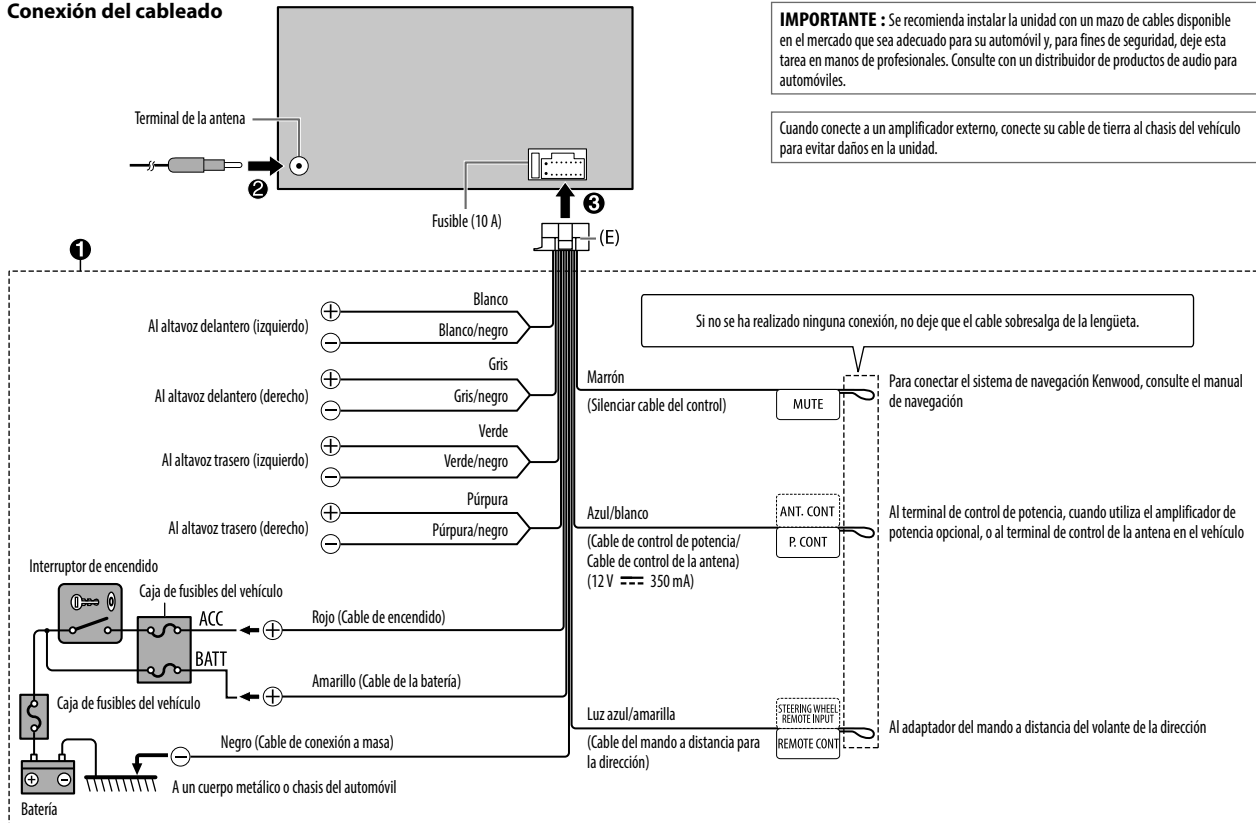 Conexión del cableado
IMPORTANTE : Se recomienda instalar la unidad con un mazo de cables disponible
en el mercado que sea adecuado para su automóvil y, para fines de seguridad, deje esta
tarea en manos de profesionales. Consulte con un distribuidor de productos de audio para
automóviles.
Cuando conecte a un amplificador externo, conecte su cable de tierra al chasis del vehículo
para evitar daños en la unidad.
Terminal de la antena
❷
❸
Fusible (10 A)
(E)
❶
Al altavoz delantero (izquierdo)
Blanco
Blanco/negro
Al altavoz delantero (derecho)
Gris
Gris/negro
Al altavoz trasero (izquierdo)
Verde
Verde/negro
Al altavoz trasero (derecho)
Púrpura
Púrpura/negro
Interruptor de encendido
Caja de fusibles del vehículo
ACC
Rojo (Cable de encendido)
BATT
Amarillo (Cable de la batería)
Caja de fusibles del vehículo
Negro (Cable de conexión a masa)
A un cuerpo metálico o chasis del automóvil
Batería
Si no se ha realizado ninguna conexión, no deje que el cable sobresalga de la lengüeta.
Marrón
(Silenciar cable del control)
MUTE
Para conectar el sistema de navegación Kenwood, consulte el manual
de navegación
Azul/blanco
(Cable de control de potencia/
Cable de control de la antena)
(12 V ⎓ 350 mA)
ANT. CONT
P. CONT
Al terminal de control de potencia, cuando utiliza el amplificador de
potencia opcional, o al terminal de control de la antena en el vehículo
Luz azul/amarilla
(Cable del mando a distancia para
la dirección)
STEERING WHEEL
REMOTE INPUT
REMOTE CONT
Al adaptador del mando a distancia del volante de la dirección